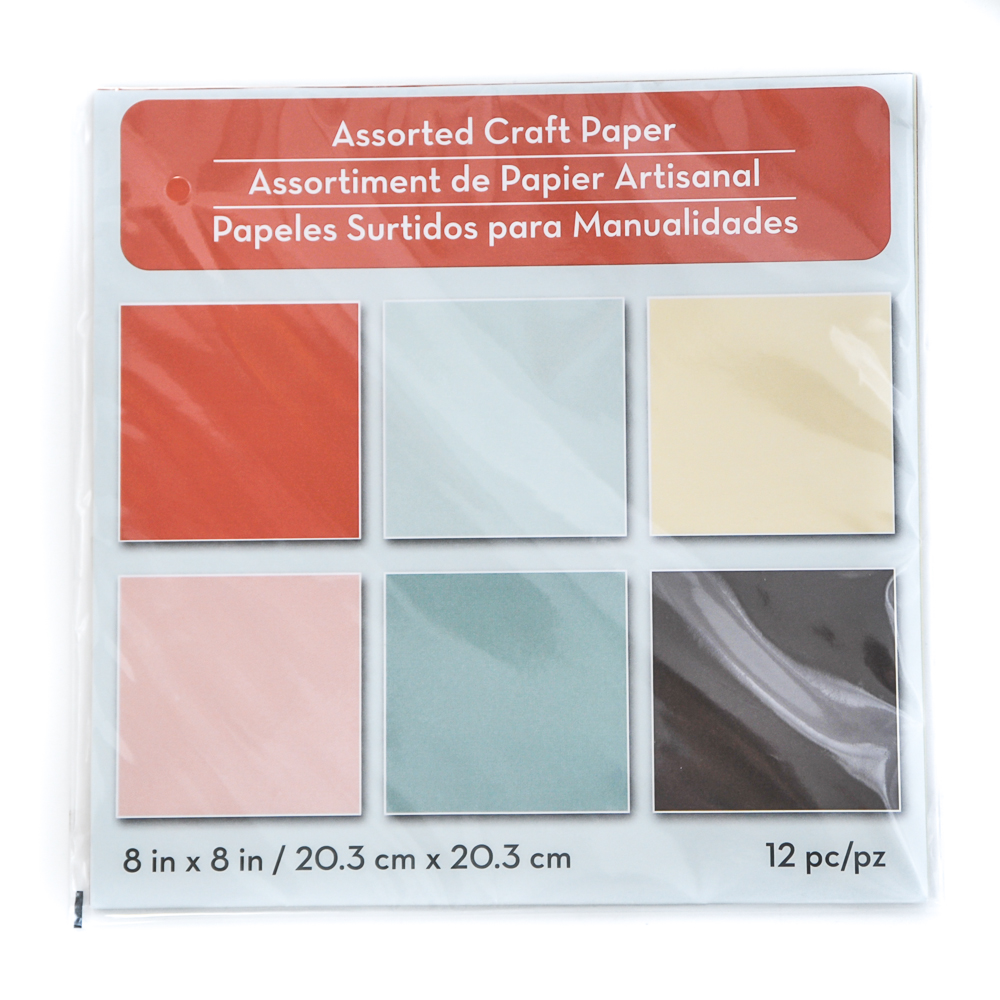 Assorted Craft Paper
Assortiment de Papier Artisanal
Papeles Surtidos para Manualidades
8 in x 8 in / 20.3 cm x 20.3 cm
12 pc/pz